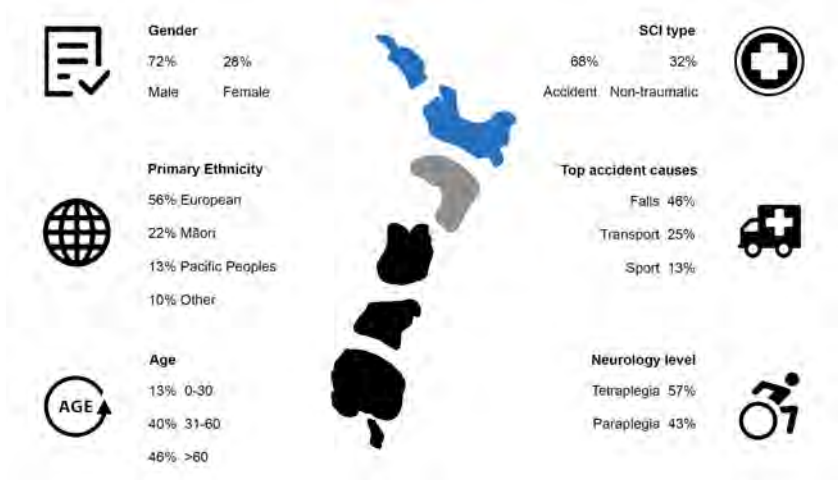 Gender
72% 28%
Male Female
Primary Ethnicity
56% European
22% Māori
13% Pacific Peoples
10% Other
Age
AGE
13% 0-30
40% 31-60
46% >60
SCI type
68% 32%
Accident Non-traumatic
Top accident causes
Falls 46%
Transport 25%
Sport 13%
Neurology level
Tetraplegia 57%
Paraplegia 43%